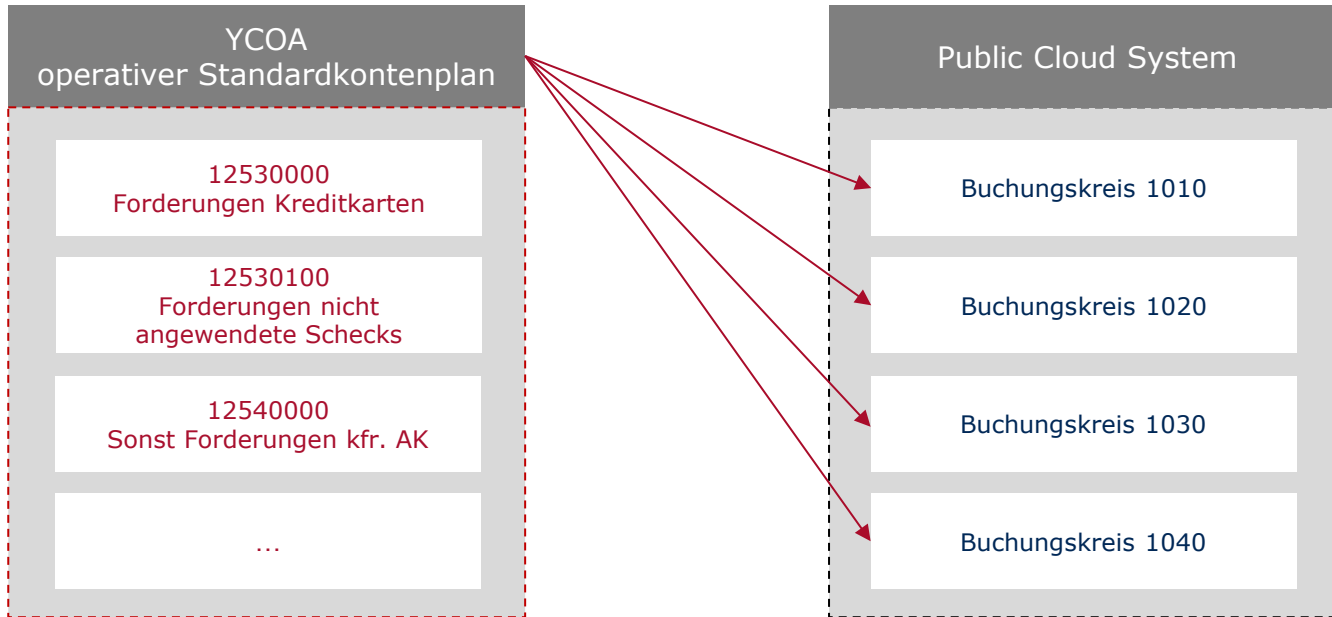 YCOA
operativer Standardkontenplan
12530000
Forderungen Kreditkarten
12530100
Forderungen nicht
angewendete Schecks
12540000
Sonst Forderungen kfr. AK
...
Public Cloud System
Buchungskreis 1010
Buchungskreis 1020
Buchungskreis 1030
Buchungskreis 1040